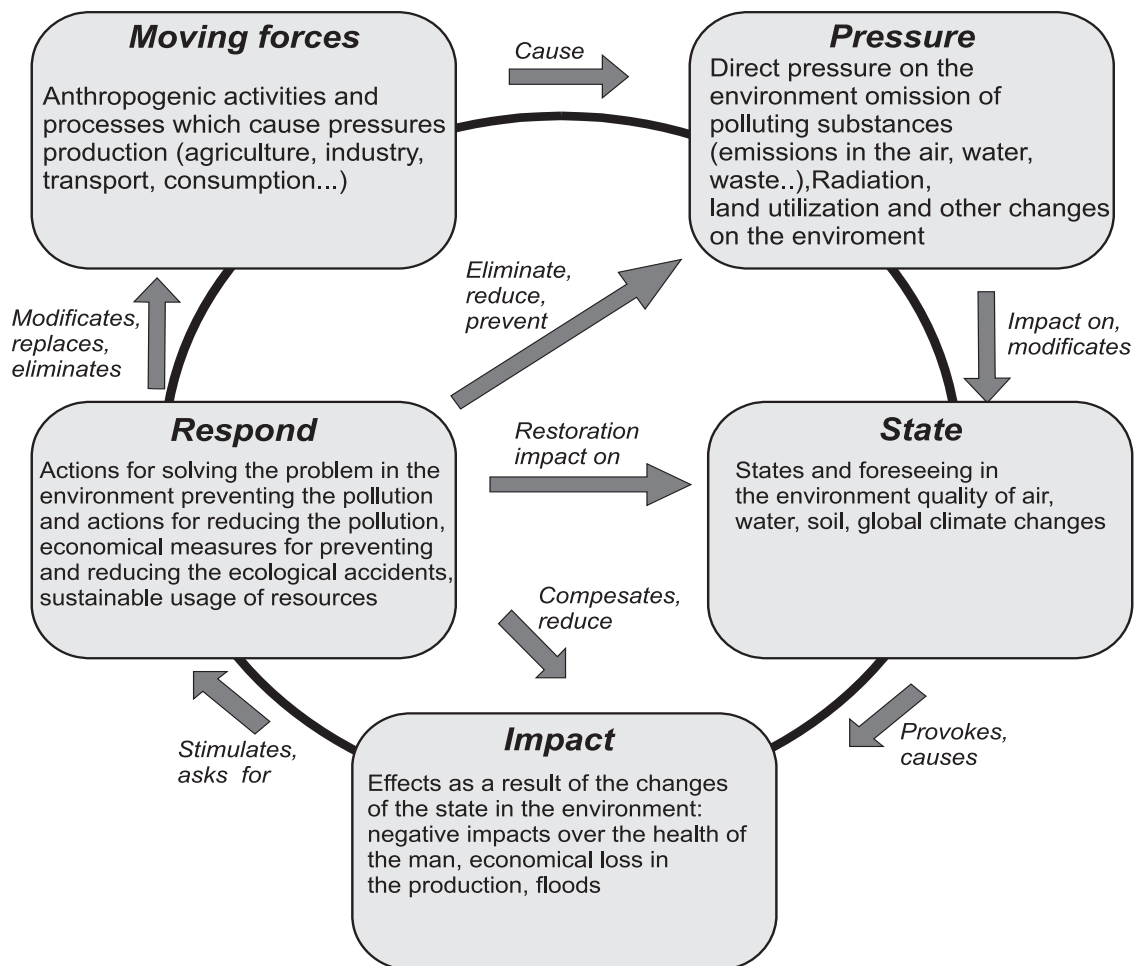 Moving forces
Anthropogenic activities and
processes which cause pressures
production (agriculture, industry,
transport, consumption...)
Cause
Pressure
Direct pressure on the
environment omission of
polluting substances
(emissions in the air, water,
waste..),Radiation,
land utilization and other changes
on the enviroment
Modificates,
replaces,
eliminates
Eliminate,
reduce,
prevent
Impact on,
modificates
Respond
Actions for solving the problem in the
environment preventing the pollution
and actions for reducing the pollution,
economical measures for preventing
and reducing the ecological accidents,
sustainable usage of resources
Restoration
impact on
State
States and foreseeing in
the environment quality of air,
water, soil, global climate changes
Compesates,
reduce
Stimulates,
asks for
Provokes,
causes
Impact
Effects as a result of the changes
of the state in the environment:
negative impacts over the health of
the man, economical loss in
the production, floods